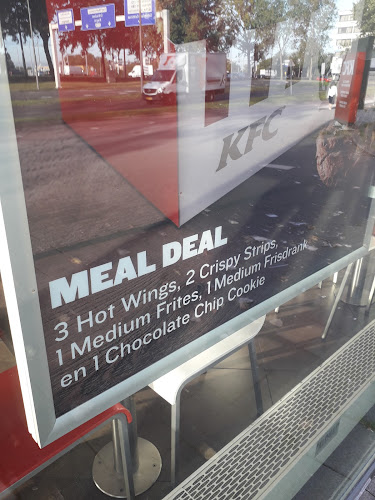 KFC
MEAL DEAL
3 Hot Wings, 2 Crispy Strips,
1 Medium Frites, 1 Medium Frisdrank
en 1 Chocolate Chip Cookie